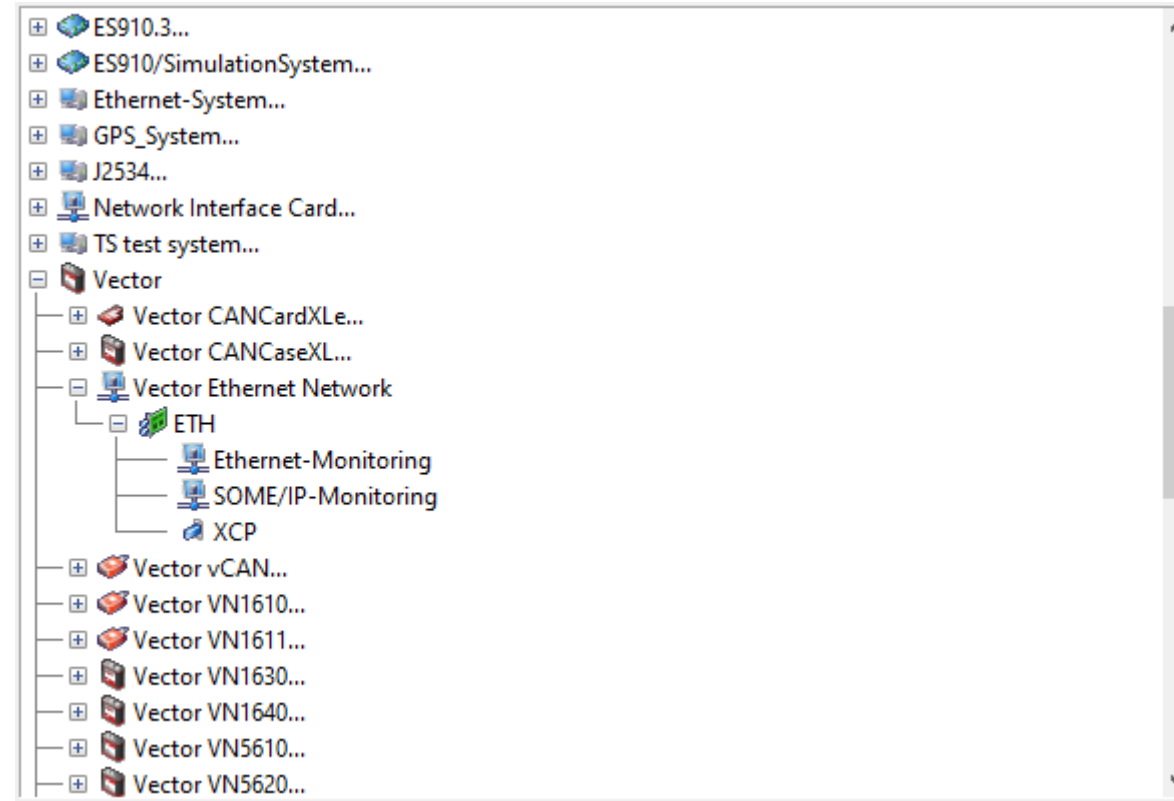 ES910.3...
ES910/SimulationSystem...
Ethernet-System...
GPS_System...
J2534...
Network Interface Card...
TS test system...
Vector
Vector CANCardXLe...
Vector CANCaseXL...
Vector Ethernet Network
ETH
Ethernet-Monitoring
SOME/IP-Monitoring
XCP
Vector vCAN...
Vector VN1610...
Vector VN1611...
Vector VN1630...
Vector VN1640...
Vector VN5610...
Vector VN5620...